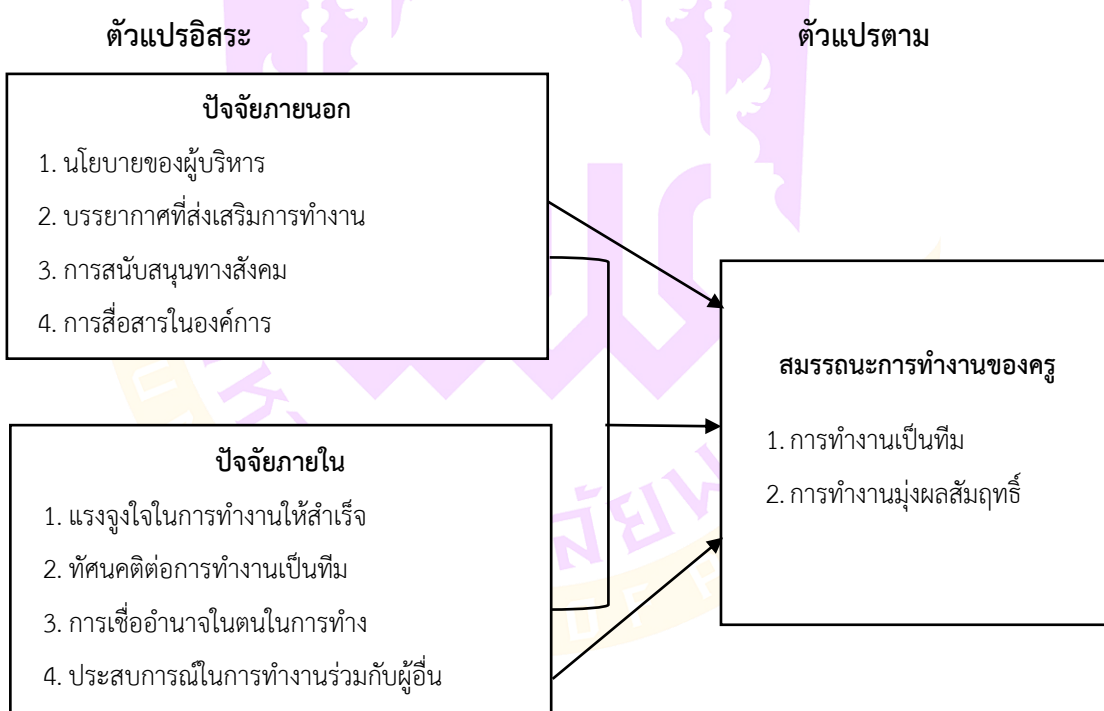 ตัวแปรอิสระ
ตัวแปรตาม
ปัจจัยภายนอก
1. นโยบายของผู้บริหาร
2. บรรยากาศที่ส่งเสริมการทำงาน
3. การสนับสนุนทางสังคม
4. การสื่อสารในองค์การ
ปัจจัยภายใน
1. แรงจูงใจในการทำงานให้สำเร็จ
2. ทัศนคติต่อการทำงานเป็นทีม
3. การเชื่ออำนาจในตนในการทำง
4. ประสบการณ์ในการทำงานร่วมกับผู้อื่น
สมรรถนะการทำงานของครู
1. การทำงานเป็นทีม
2. การทำงานมุ่งผลสัมฤทธิ์